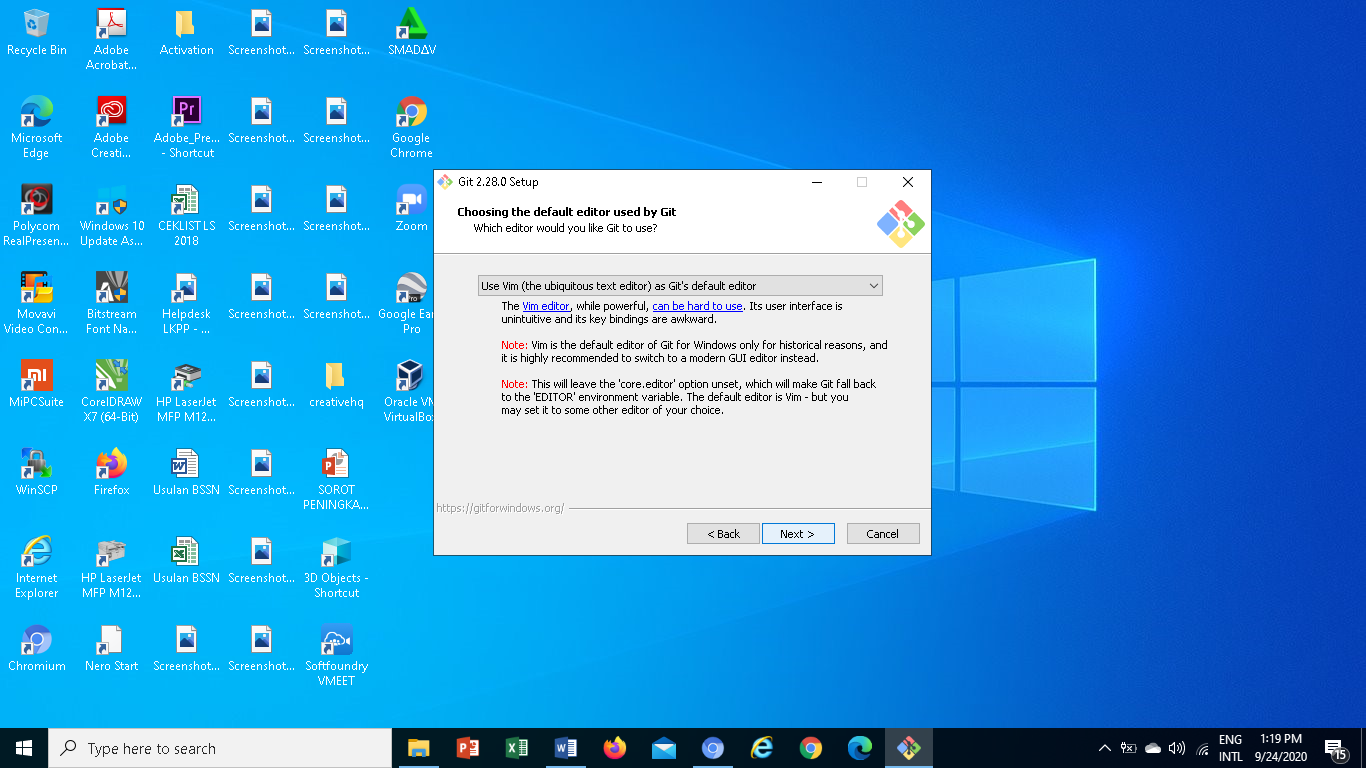 Recycle Bin
Adobe
Acrobat...
Activation
Screenshot...
Screenshot...
SMADΔV
Microsoft
Edge
Adobe
Creati...
Adobe_Pre...
- Shortcut
Screenshot...
Screenshot...
Google
Chrome
Polycom
RealPresen...
Windows 10
Update As...
CEKLIST LS
2018
Screenshot...
Screenshot...
Zoom
Movavi
Video Con...
Bitstream
Font Na...
Helpdesk
LKPP - ...
Screenshot...
Screenshot...
Google Ear
Pro
MiPCSuite
CorelDRAW
X7 (64-Bit)
HP LaserJet
MFP M12...
Screenshot...
creativehq
Oracle VM
VirtualBox
WinSCP
Firefox
Usulan BSSN
Screenshot...
SOROT
PENINGKA...
Internet
Explorer
HP LaserJet
MFP M12...
Usulan BSSN
Screenshot...
3D Objects -
Shortcut
Chromium
Nero Start
Screenshot...
Screenshot...
Softfoundry
VMEET
Git 2.28.0 Setup
Choosing the default editor used by Git
Which editor would you like Git to use?
Use Vim (the ubiquitous text editor) as Git's default editor
The Vim editor, while powerful, can be hard to use. Its user interface is
unintuitive and its key bindings are awkward.
Note: Vim is the default editor of Git for Windows only for historical reasons, and
it is highly recommended to switch to a modern GUI editor instead.
Note: This will leave the 'core.editor' option unset, which will make Git fall back
to the 'EDITOR' environment variable. The default editor is Vim - but you
may set it to some other editor of your choice.
https://gitforwindows.org/
< Back
Next >
Cancel
Type here to search
ENG
INTL
1:19 PM
9/24/2020
15